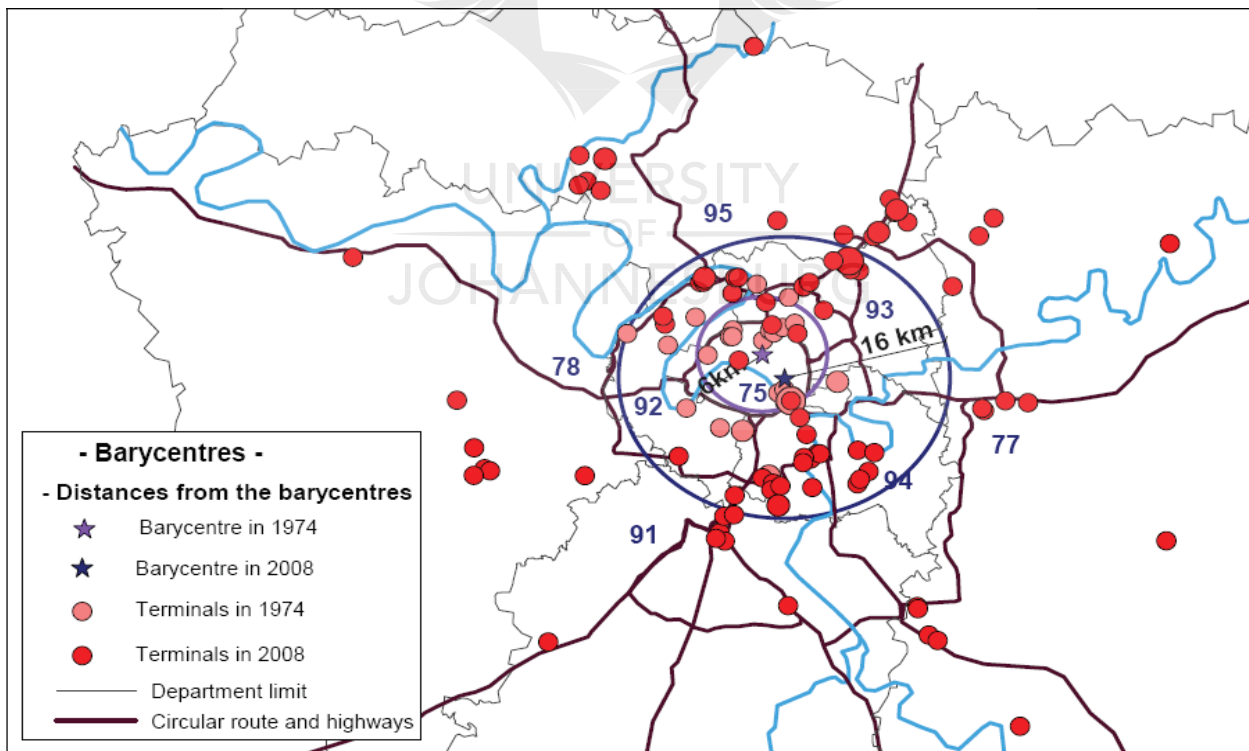 UNIVERSITY
OF
JOHANNESBURG
95
93
16 km
78
6km
75
92
77
94
91
- Barycentres -
- Distances from the barycentres
Barycentre in 1974
Barycentre in 2008
Terminals in 1974
Terminals in 2008
Department limit
Circular route and highways